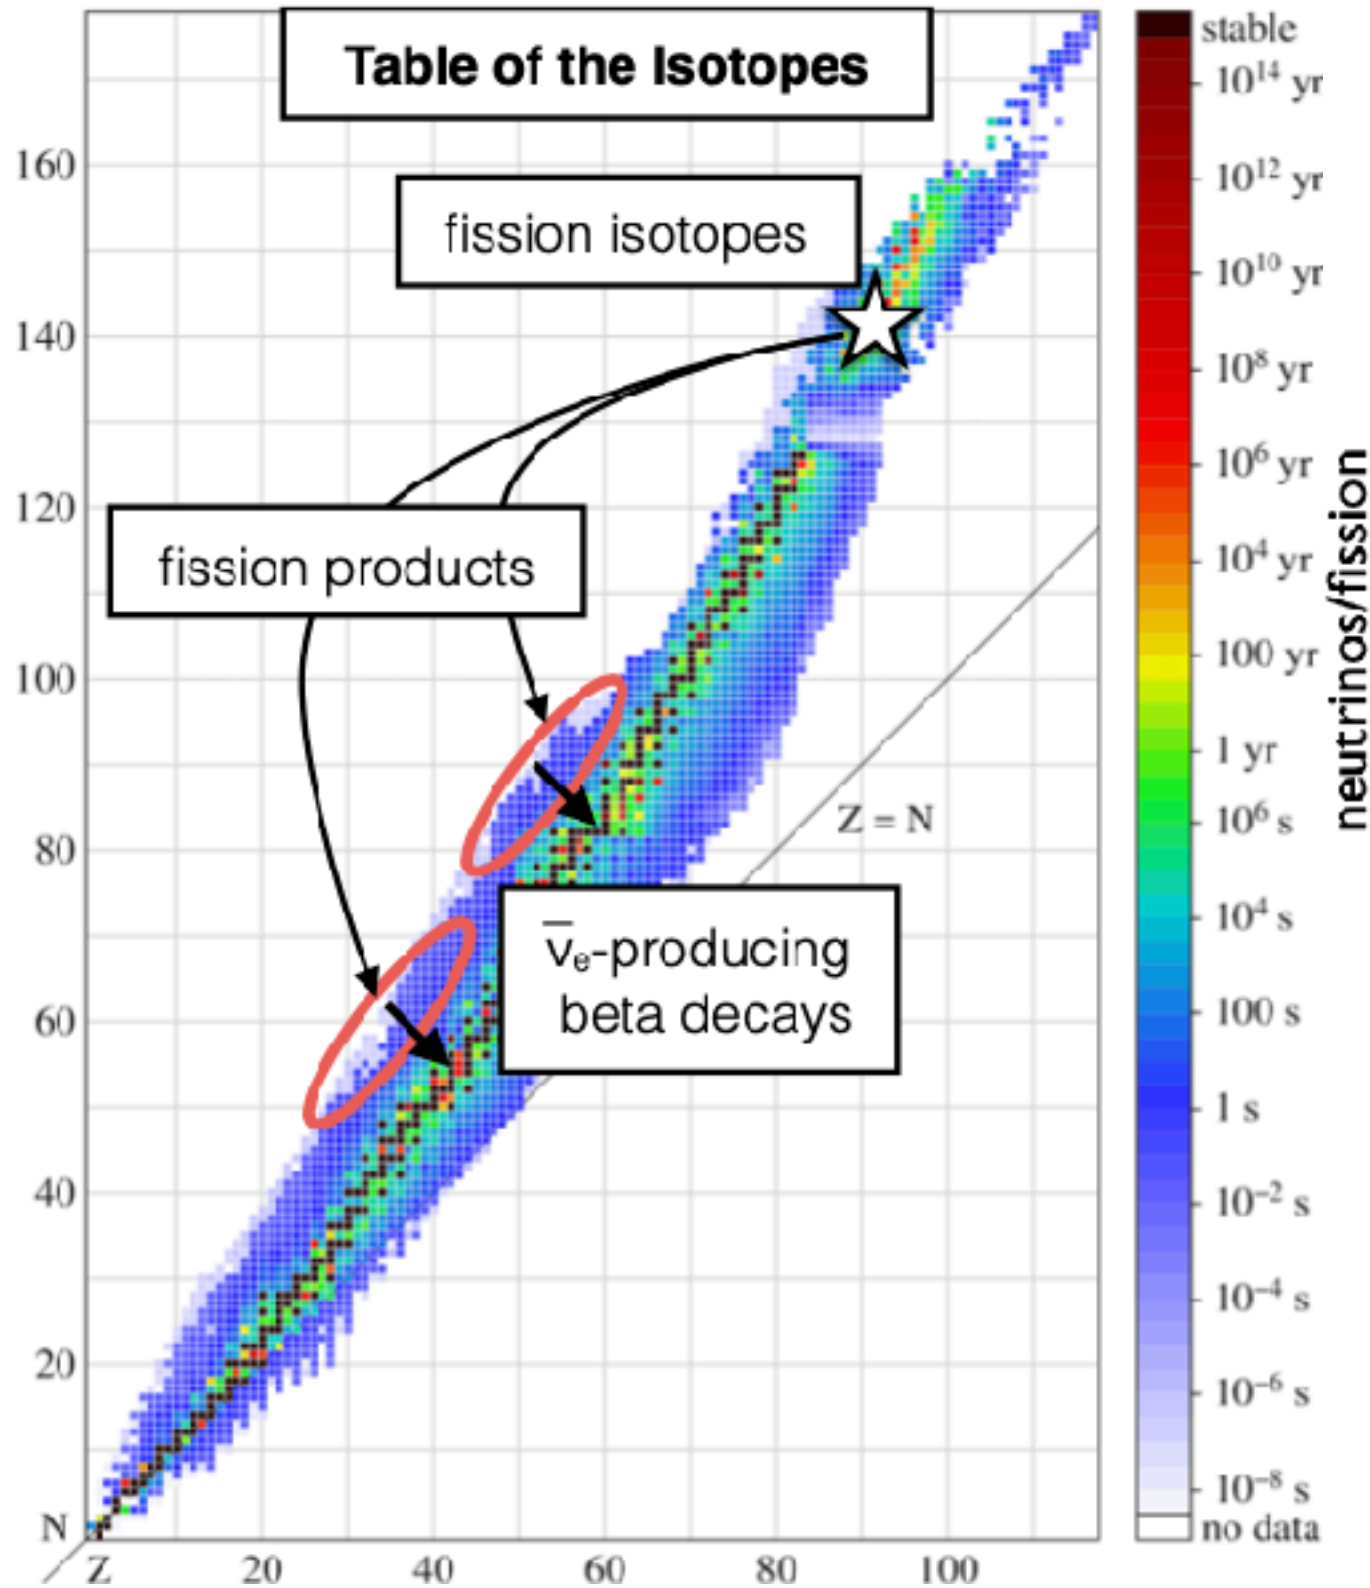 Table of the Isotopes
fission isotopes
fission products
Z = N
ν̅ₑ-producing
beta decays
160
140
120
100
80
60
40
20
N
Z
20
40
60
80
100
stable
10¹⁴ yr
10¹² yr
10¹⁰ yr
10⁸ yr
10⁶ yr
10⁴ yr
100 yr
1 yr
10⁶ s
10⁴ s
100 s
1 s
10⁻² s
10⁻⁴ s
10⁻⁶ s
10⁻⁸ s
no data
neutrinos/fission